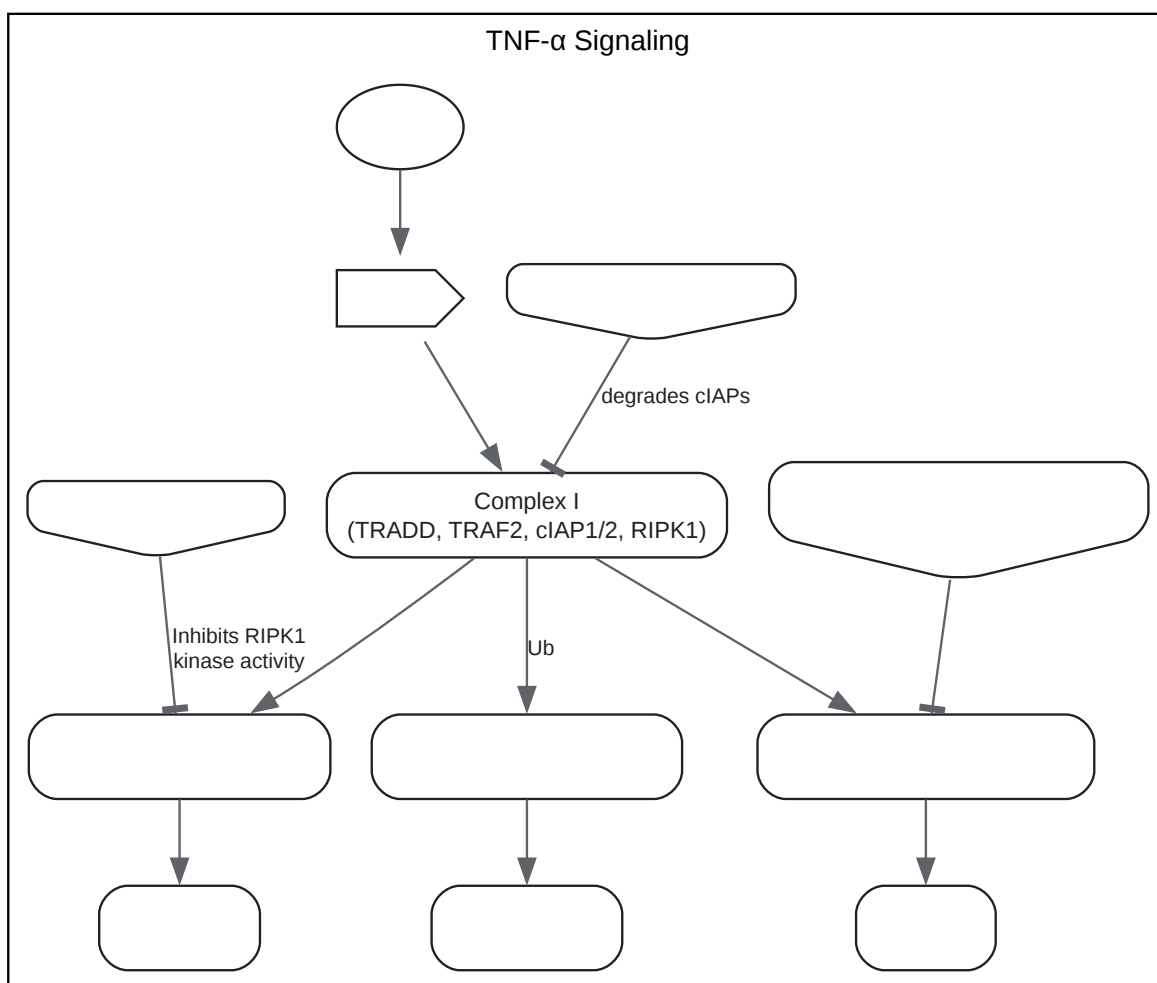 TNF-α Signaling
degrades cIAPs
Complex I
(TRADD, TRAF2, cIAP1/2, RIPK1)
Inhibits RIPK1
kinase activity
Ub